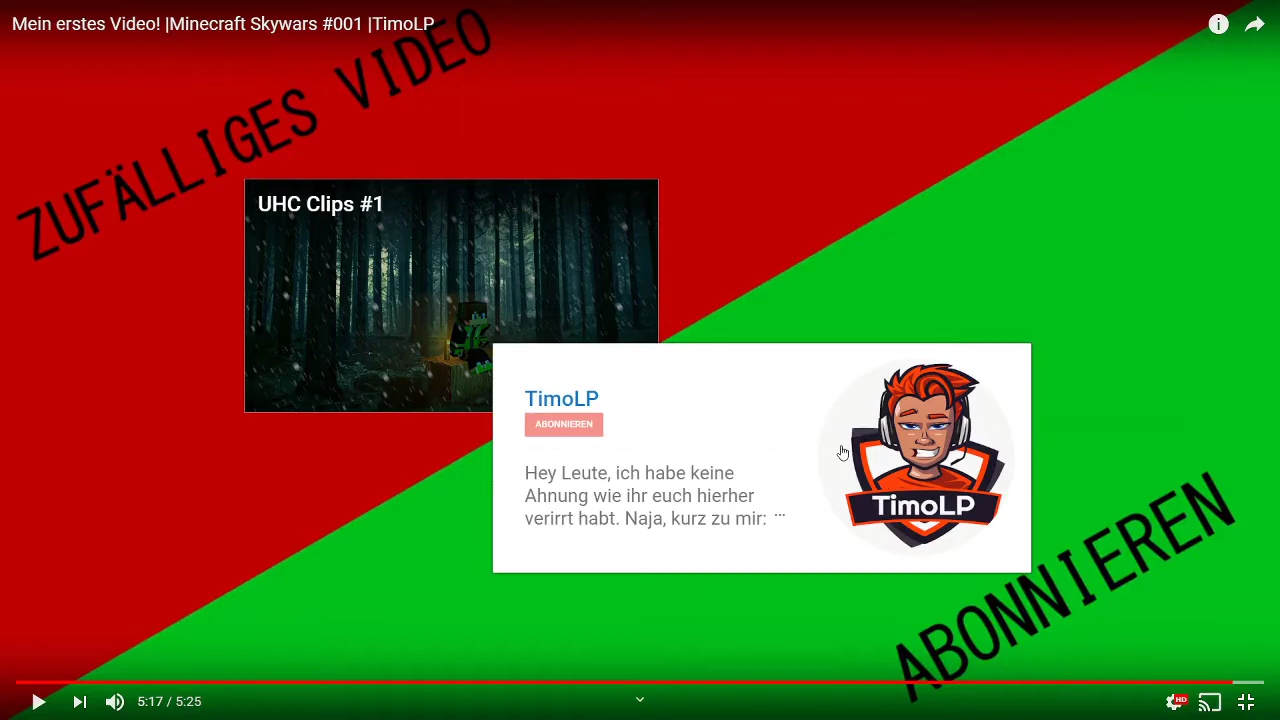 Mein erstes Video! |Minecraft Skywars #001 |TimoLP
ZUFÄLLIGES VIDEO
UHC Clips #1
TimoLP
ABONNIEREN
Hey Leute, ich habe keine
Ahnung wie ihr euch hierher
verirrt habt. Naja, kurz zu mir: ...
TimoLP
ABONNIEREN
5:17 / 5:25
HD